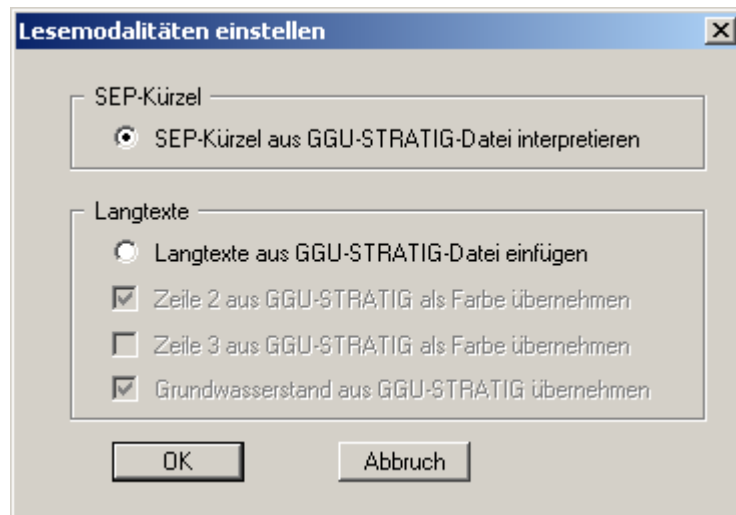 Lesemodalitäten einstellen
SEP-Kürzel
SEP-Kürzel aus GGU-STRATIG-Datei interpretieren
Langtexte
Langtexte aus GGU-STRATIG-Datei einfügen
Zeile 2 aus GGU-STRATIG als Farbe übernehmen
Zeile 3 aus GGU-STRATIG als Farbe übernehmen
Grundwasserstand aus GGU-STRATIG übernehmen
OK Abbruch